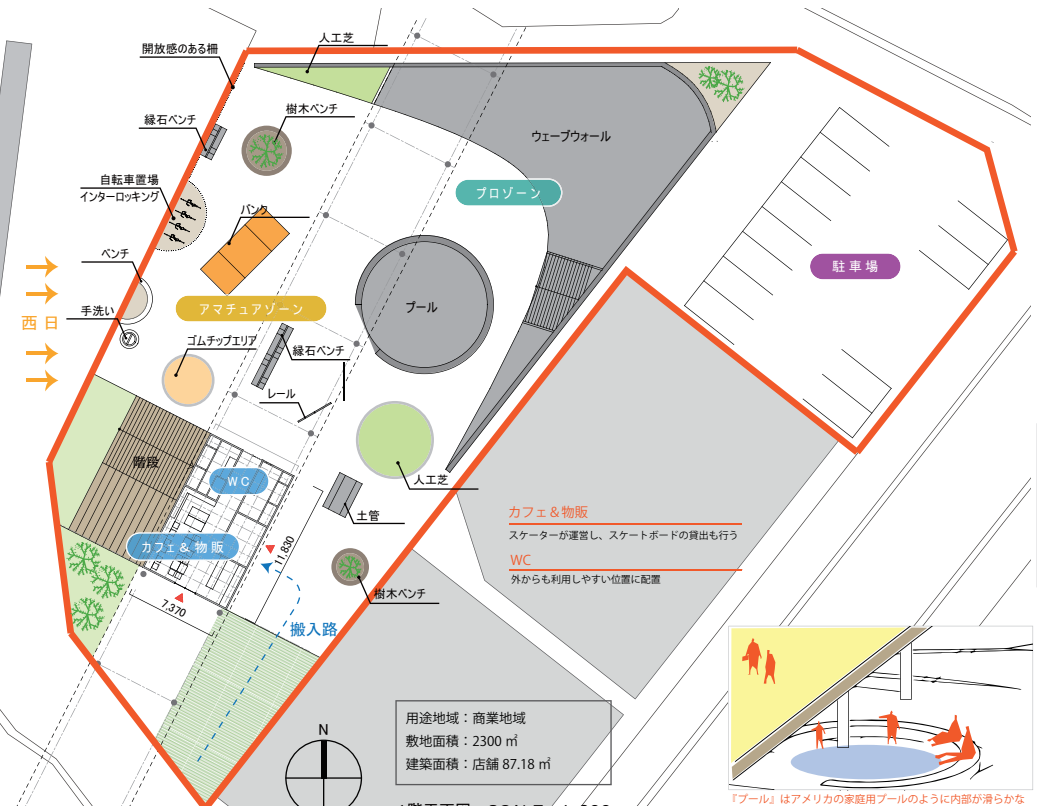 開放感のある柵
人工芝
縁石ベンチ
樹木ベンチ
ウェーブウォール
自転車置場
インターロッキング
プロゾーン
バンク
ベンチ
駐車場
西日
手洗い
アマチュアゾーン
プール
ゴムチップエリア
縁石ベンチ
レール
階段
WC
人工芝
土管
カフェ&物販
11.830
7.370
樹木ベンチ
搬入路
カフェ&物販
スケーターが運営し、スケートボードの貸出も行う
WC
外からも利用しやすい位置に配置
N
用途地域:商業地域
敷地面積:2300 ㎡
建築面積:店舗 87.18 ㎡
『プール』はアメリカの家庭用プールのように内部が滑らかな